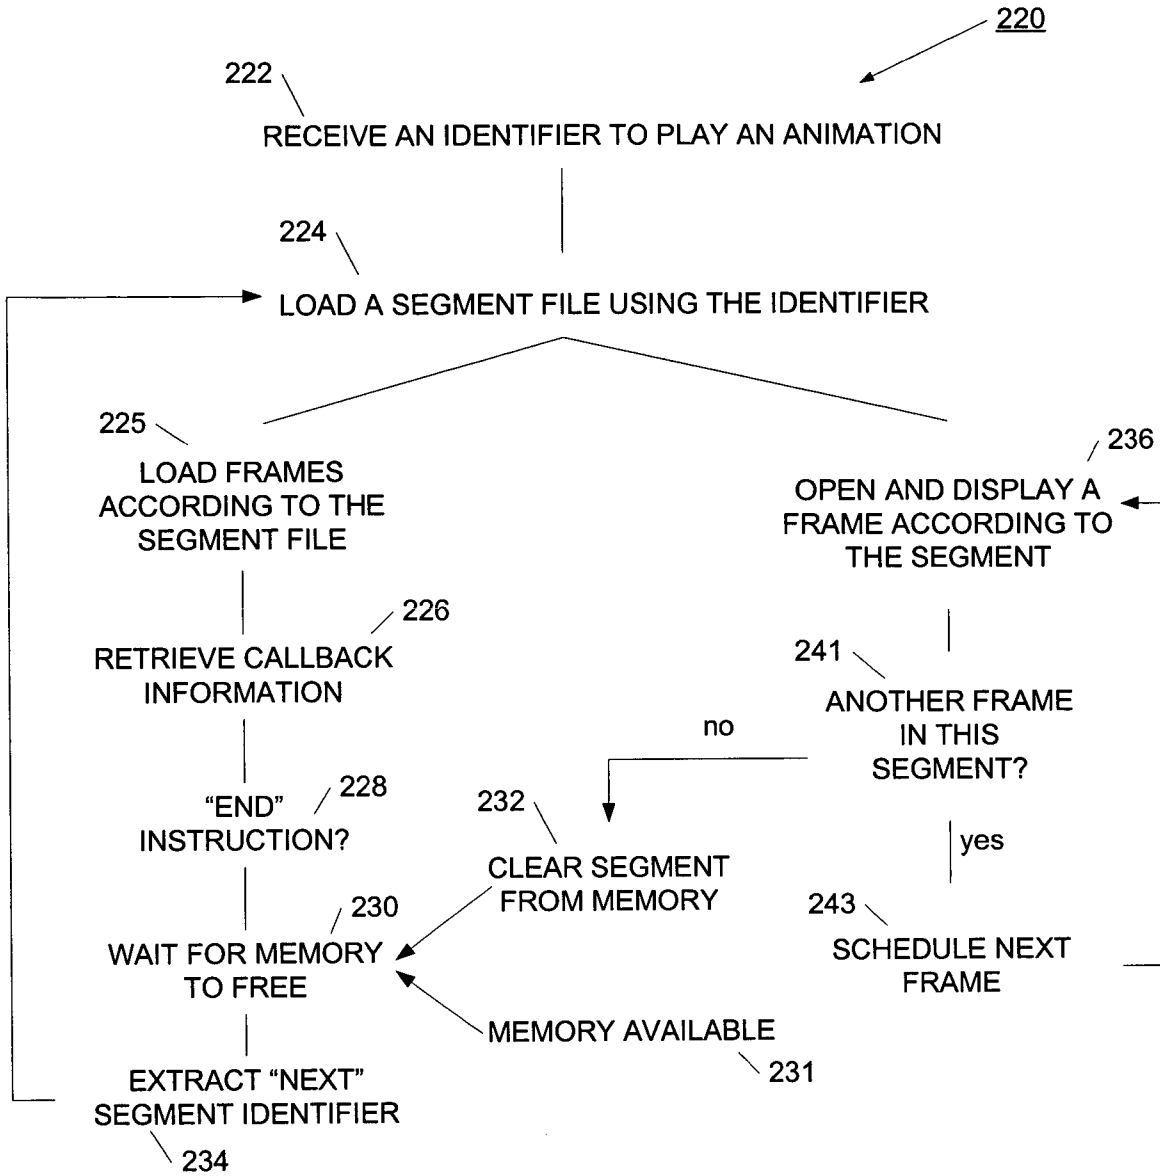 220
222
RECEIVE AN IDENTIFIER TO PLAY AN ANIMATION
224
LOAD A SEGMENT FILE USING THE IDENTIFIER
225
LOAD FRAMES
ACCORDING TO THE
SEGMENT FILE
236
OPEN AND DISPLAY A
FRAME ACCORDING TO
THE SEGMENT
226
RETRIEVE CALLBACK
INFORMATION
241
ANOTHER FRAME
IN THIS
SEGMENT?
no
yes
228
“END”
INSTRUCTION?
232
CLEAR SEGMENT
FROM MEMORY
243
SCHEDULE NEXT
FRAME
230
WAIT FOR MEMORY
TO FREE
MEMORY AVAILABLE
231
EXTRACT “NEXT”
SEGMENT IDENTIFIER
234